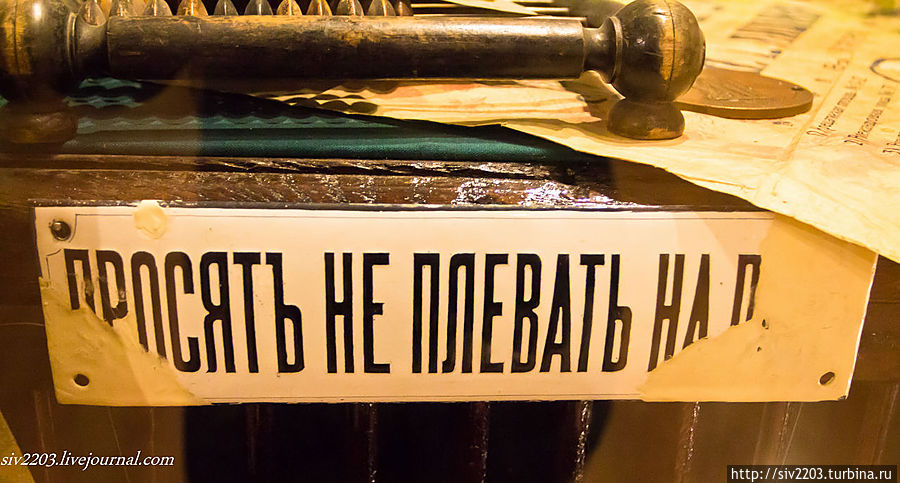 ПРОСЯТЪ НЕ ПЛЕВАТЬ НА П
siv2203.livejournal.com
http://siv2203.turbina.ru